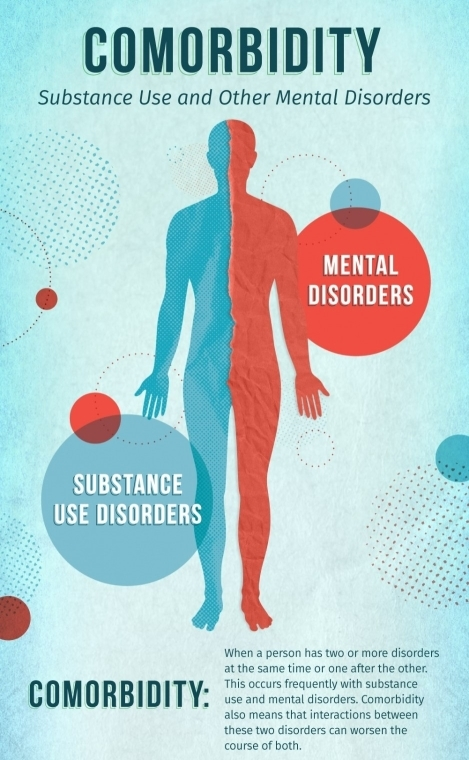 COMORBIDITY
Substance Use and Other Mental Disorders
MENTAL
DISORDERS
SUBSTANCE
USE DISORDERS
COMORBIDITY:
When a person has two or more disorders
at the same time or one after the other.
This occurs frequently with substance
use and mental disorders. Comorbidity
also means that interactions between
these two disorders can worsen the
course of both.